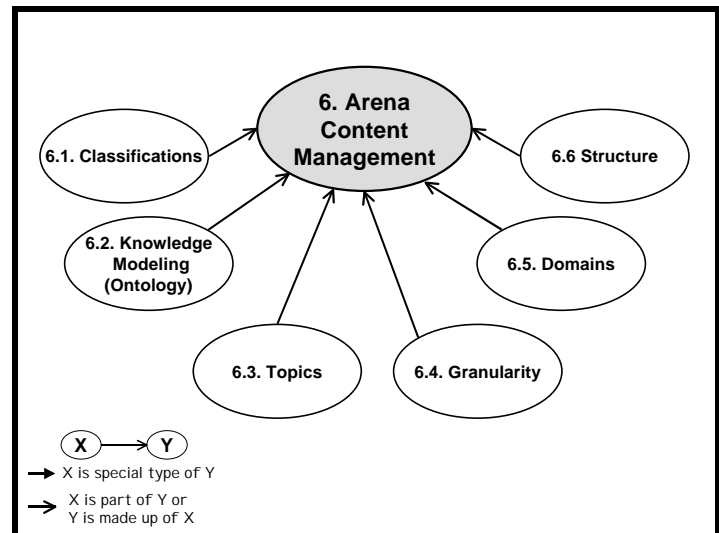 6. Arena
Content
Management
6.1. Classifications
6.6 Structure
6.2. Knowledge
Modeling
(Ontology)
6.5. Domains
6.3. Topics
6.4. Granularity
X
Y
X is special type of Y
X is part of Y or
Y is made up of X